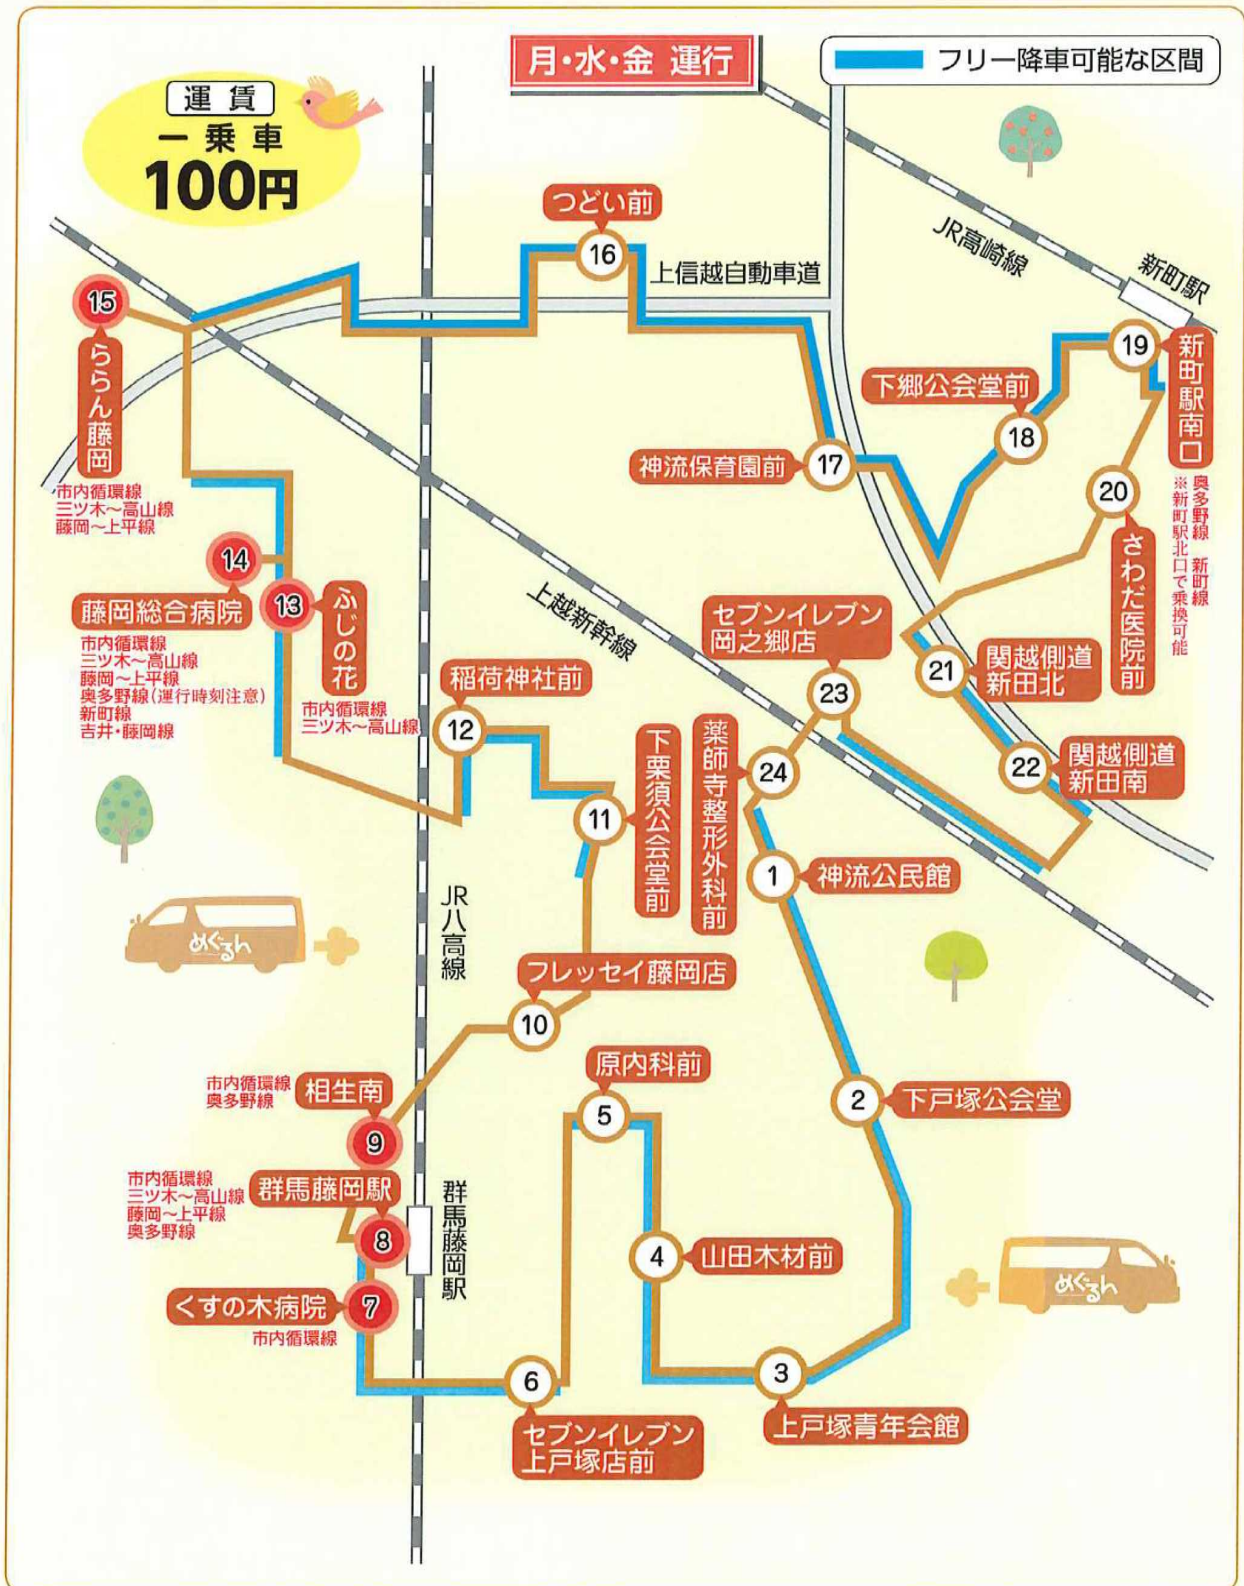 月・水・金 運行
フリー降車可能な区間
運賃
一乗車
100円
つどい前
16
上信越自動車道
JR高崎線
新町駅
15
ららん藤岡
市内循環線
三ツ木〜高山線
藤岡〜上平線
19
新町駅南口
奥多野線 新町線
※新町駅北口で乗換可能
下郷公会堂前
18
神流保育園前
17
20
さわだ医院前
14
藤岡総合病院
市内循環線
三ツ木〜高山線
藤岡〜上平線
奥多野線(運行時刻注意)
新町線
吉井・藤岡線
13
ふじの花
市内循環線
三ツ木〜高山線
上越新幹線
セブンイレブン
岡之郷店
23
21
関越側道
新田北
22
関越側道
新田南
稲荷神社前
12
下栗須公会堂前
11
薬師寺整形外科前
24
1
神流公民館
めぐるん
JR八高線
フレッセイ藤岡店
10
原内科前
5
2
下戸塚公会堂
市内循環線
奥多野線
相生南
9
市内循環線
三ツ木〜高山線
藤岡〜上平線
奥多野線
群馬藤岡駅
8
群馬藤岡駅
4
山田木材前
めぐるん
くすの木病院
7
市内循環線
6
セブンイレブン
上戸塚店前
3
上戸塚青年会館